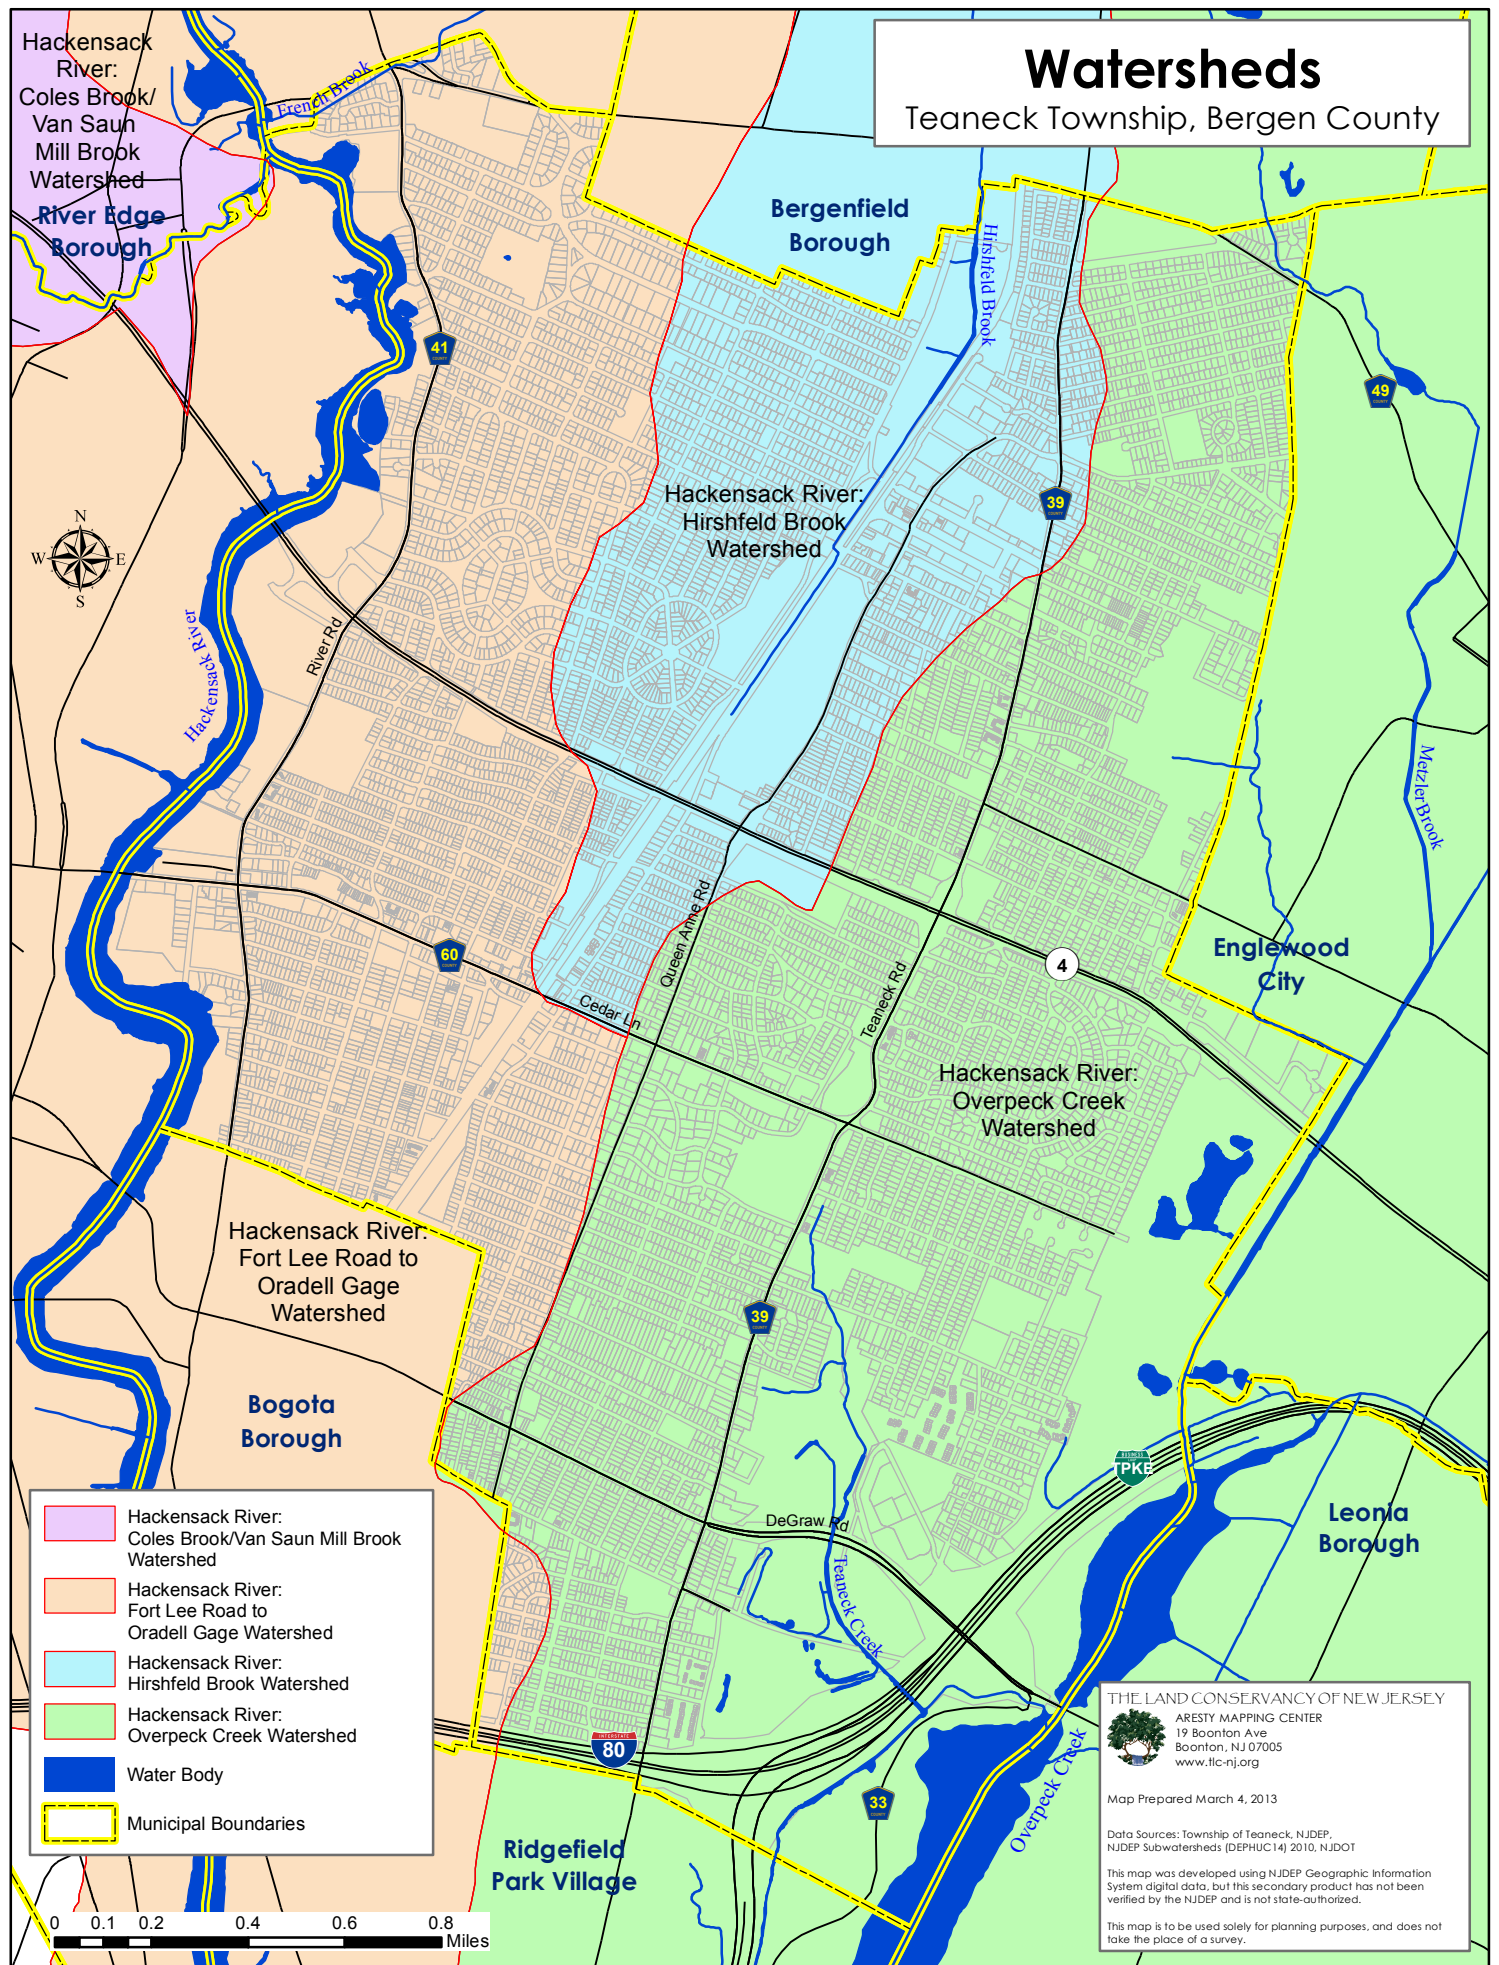 Watersheds
Teaneck Township, Bergen County
Hackensack
River:
Coles Brook/
Van Saun
Mill Brook
Watershed
River Edge
Borough
French Brook
Bergenfield
Borough
Hirshfeld Brook
41
COUNTY
49
COUNTY
Hackensack River:
Hirshfeld Brook
Watershed
39
COUNTY
N
W
E
S
Hackensack River
River Rd
Metzler Brook
Queen Anne Rd
60
COUNTY
Cedar Ln
Teaneck Rd
4
Englewood
City
Hackensack River:
Overpeck Creek
Watershed
Hackensack River:
Fort Lee Road to
Oradell Gage
Watershed
39
COUNTY
Bogota
Borough
BUSINESS
TPKE
Leonia
Borough
DeGraw Rd
Teaneck Creek
INTERSTATE
80
33
COUNTY
Overpeck Creek
Ridgefield
Park Village
Hackensack River:
Coles Brook/Van Saun Mill Brook
Watershed
Hackensack River:
Fort Lee Road to
Oradell Gage Watershed
Hackensack River:
Hirshfeld Brook Watershed
Hackensack River:
Overpeck Creek Watershed
Water Body
Municipal Boundaries
0 0.1 0.2 0.4 0.6 0.8
Miles
THE LAND CONSERVANCY OF NEW JERSEY
ARESTY MAPPING CENTER
19 Boonton Ave
Boonton, NJ 07005
www.tlc-nj.org
Map Prepared March 4, 2013
Data Sources: Township of Teaneck, NJDEP,
NJDEP Subwatersheds (DEPHUC14) 2010, NJDOT
This map was developed using NJDEP Geographic Information
System digital data, but this secondary product has not been
verified by the NJDEP and is not state-authorized.
This map is to be used solely for planning purposes, and does not
take the place of a survey.